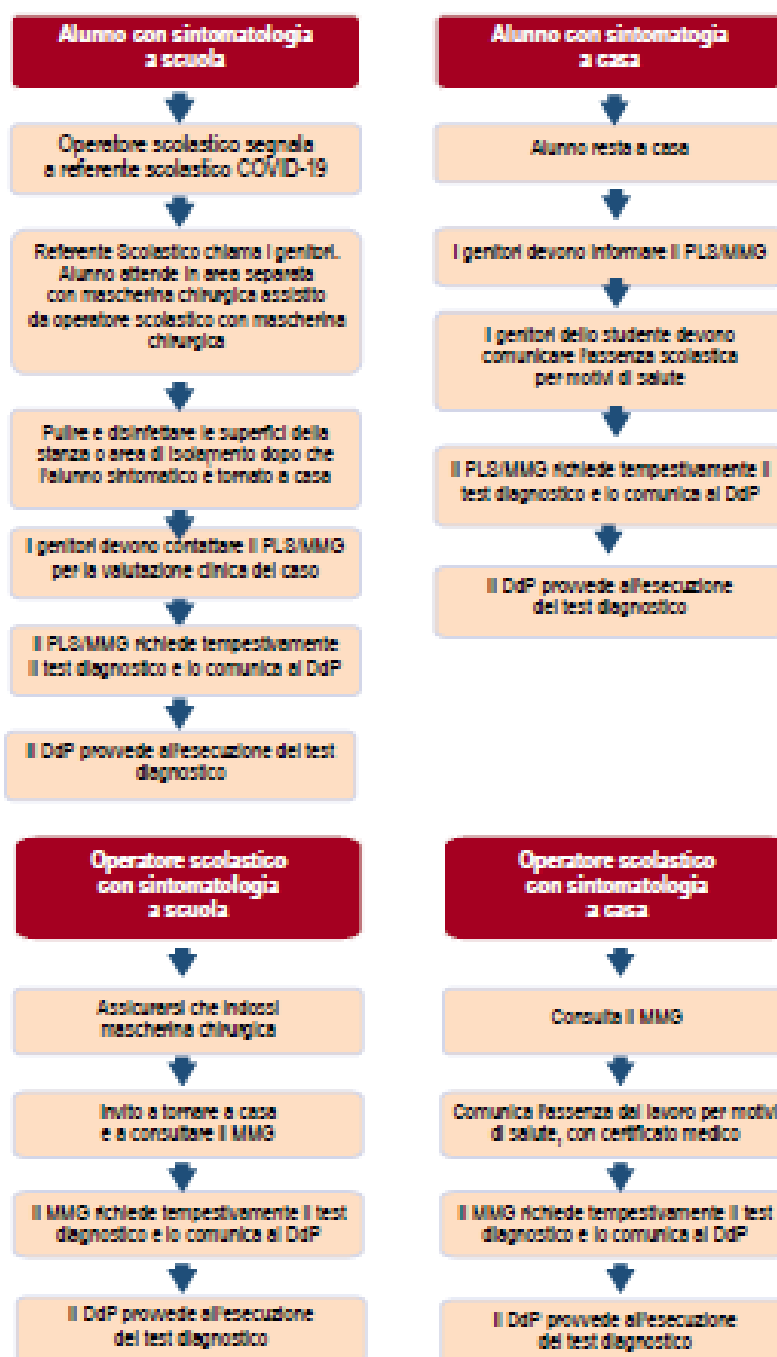 Alunno con sintomatologia
a scuola
Operatore scolastico segnala
a referente scolastico COVID-19
Referente Scolastico chiama i genitori.
Alunno attende in area separata
con mascherina chirurgica assistito
da operatore scolastico con mascherina
chirurgica
Pulire e disinfettare le superfici della
stanza o area di isolamento dopo che
l'alunno sintomatico è tornato a casa
I genitori devono contattare il PLS/MMG
per la valutazione clinica del caso
Il PLS/MMG richiede tempestivamente
il test diagnostico e lo comunica al DdP
Il DdP provvede all'esecuzione del test
diagnostico
Alunno con sintomatogia
a casa
Alunno resta a casa
I genitori devono informare il PLS/MMG
I genitori dello studente devono
comunicare l'assenza scolastica
per motivi di salute
Il PLS/MMG richiede tempestivamente il
test diagnostico e lo comunica al DdP
Il DdP provvede all'esecuzione
del test diagnostico
Operatore scolastico
con sintomatologia
a scuola
Assicurarsi che indossi
mascherina chirurgica
Invito a tornare a casa
e a consultare il MMG
Il MMG richiede tempestivamente il test
diagnostico e lo comunica al DdP
Il DdP provvede all'esecuzione
del test diagnostico
Operatore scolastico
con sintomatologia
a casa
Consulta il MMG
Comunica l'assenza dal lavoro per motivi
di salute, con certificato medico
Il MMG richiede tempestivamente il test
diagnostico e lo comunica al DdP
Il DdP provvede all'esecuzione
del test diagnostico